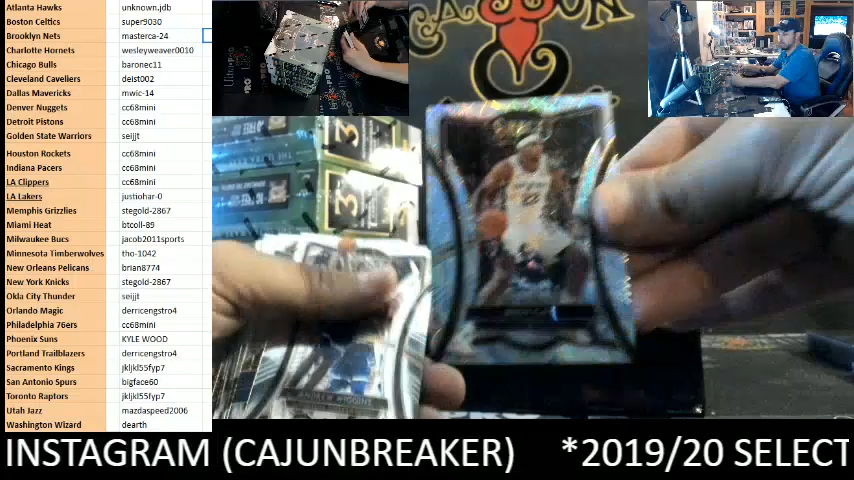 Atlanta Hawks unknown.jdb
Boston Celtics super9030
Brooklyn Nets masterca-24
Charlotte Hornets wesleyweaver0010
Chicago Bulls baronec11
Cleveland Cavaliers deist002
Dallas Mavericks mwic-14
Denver Nuggets cc68mini
Detroit Pistons cc68mini
Golden State Warriors seijjt
Houston Rockets cc68mini
Indiana Pacers cc68mini
LA Clippers cc68mini
LA Lakers justiohar-0
Memphis Grizzlies stegold-2867
Miami Heat btcoll-89
Milwaukee Bucs jacob2011sports
Minnesota Timberwolves tho-1042
New Orleans Pelicans brian8774
New York Knicks stegold-2867
Okla City Thunder seijjt
Orlando Magic derricengstro4
Philadelphia 76ers cc68mini
Phoenix Suns KYLE WOOD
Portland Trailblazers derricengstro4
Sacramento Kings jkljkl55fyp7
San Antonio Spurs bigface60
Toronto Raptors jkljkl55fyp7
Utah Jazz mazdaspeed2006
Washington Wizard dearth
CAJUN
3
3
INSTAGRAM (CAJUNBREAKER) *2019/20 SELECT